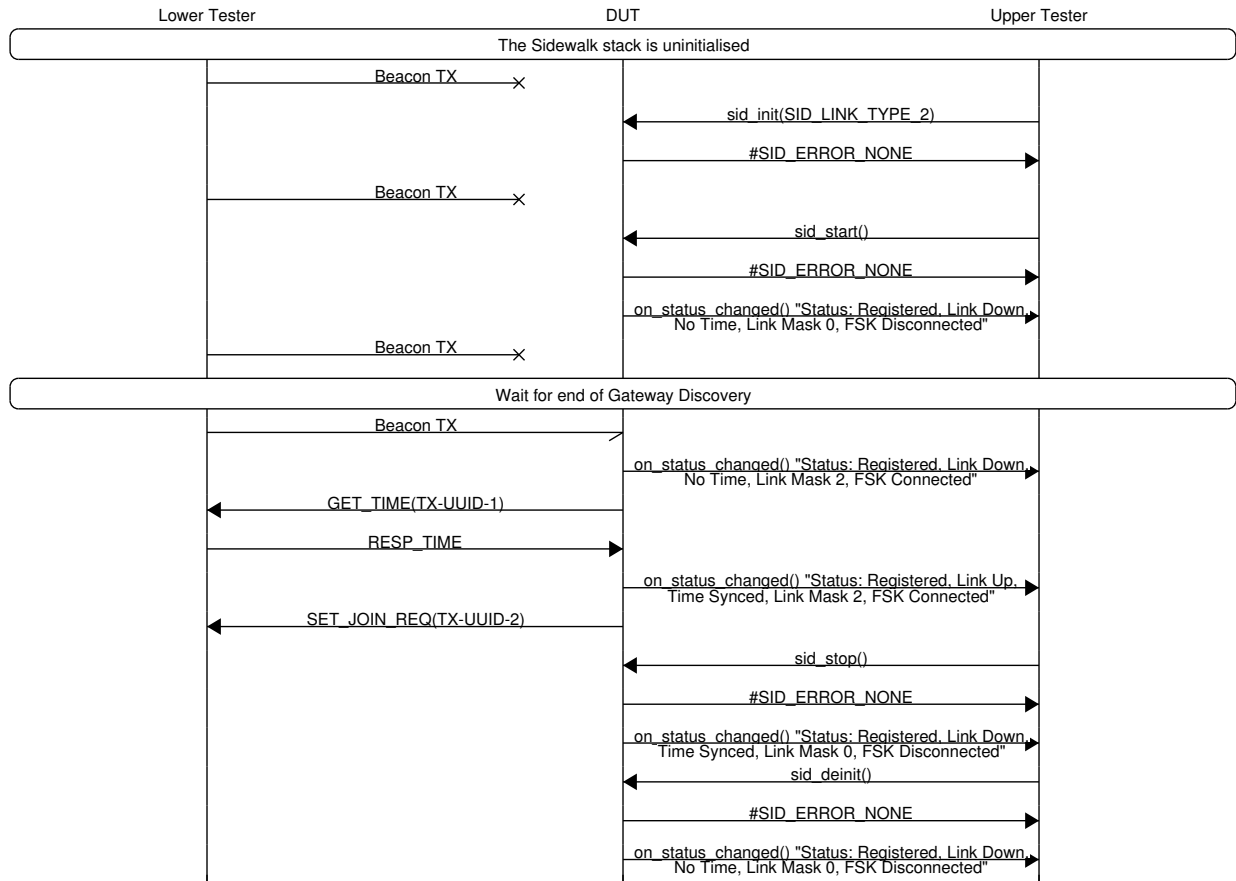 Lower Tester DUT Upper Tester
The Sidewalk stack is uninitialised
Beacon TX
sid_init(SID_LINK_TYPE_2)
#SID_ERROR_NONE
Beacon TX
sid_start()
#SID_ERROR_NONE
on_status_changed() "Status: Registered, Link Down,
No Time, Link Mask 0, FSK Disconnected"
Beacon TX
Wait for end of Gateway Discovery
Beacon TX
on_status_changed() "Status: Registered, Link Down,
No Time, Link Mask 2, FSK Connected"
GET_TIME(TX-UUID-1)
RESP_TIME
on_status_changed() "Status: Registered, Link Up,
Time Synced, Link Mask 2, FSK Connected"
SET_JOIN_REQ(TX-UUID-2)
sid_stop()
#SID_ERROR_NONE
on_status_changed() "Status: Registered, Link Down,
Time Synced, Link Mask 0, FSK Disconnected"
sid_deinit()
#SID_ERROR_NONE
on_status_changed() "Status: Registered, Link Down,
No Time, Link Mask 0, FSK Disconnected"